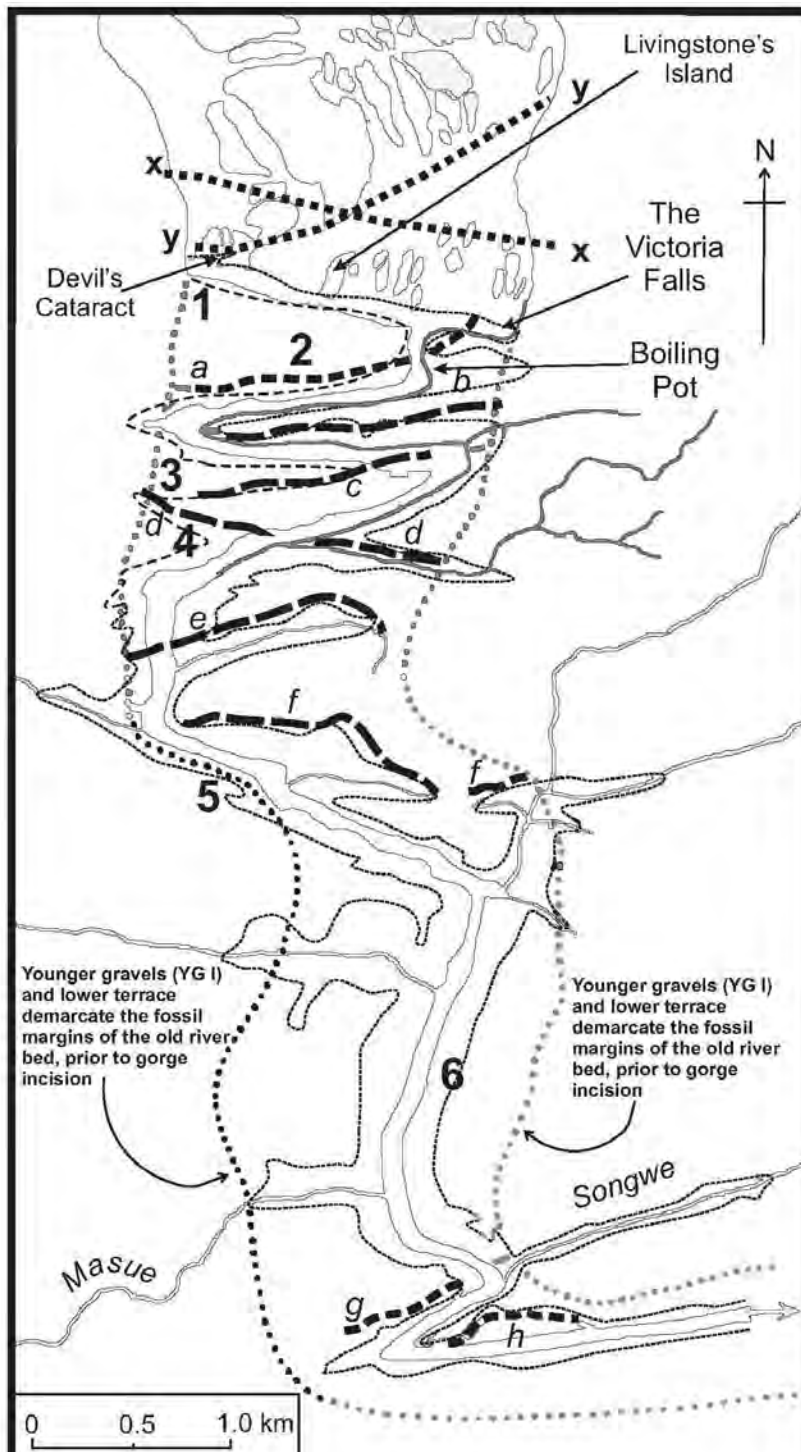 Livingstone's
Island
y
N
x
The
Victoria
Falls
y
x
Devil's
Cataract
1
2
Boiling
Pot
a
b
3
c
d
4
d
e
f
f
5
Younger gravels (YG I)
and lower terrace
demarcate the fossil
margins of the old river
bed, prior to gorge
incision
Younger gravels (YG I)
and lower terrace
demarcate the fossil
margins of the old river
bed, prior to gorge
incision
6
Songwe
Masue
g
h
0 0.5 1.0 km